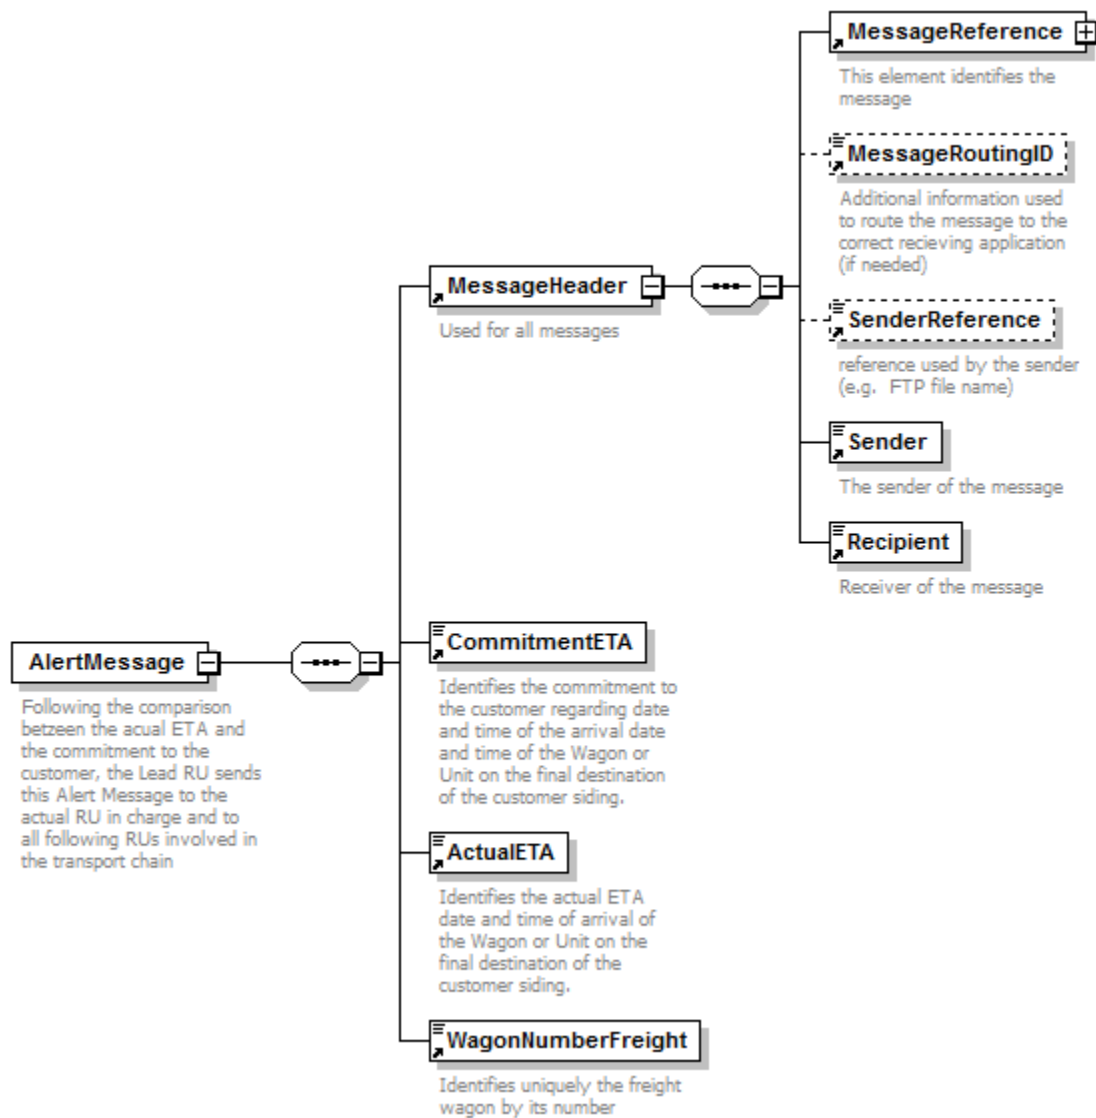 MessageReference
This element identifies the
message
MessageRoutingID
Additional information used
to route the message to the
correct recieving application
(if needed)
MessageHeader
Used for all messages
SenderReference
reference used by the sender
(e.g. FTP file name)
Sender
The sender of the message
Recipient
Receiver of the message
AlertMessage
Following the comparison
betzeen the acual ETA and
the commitment to the
customer, the Lead RU sends
this Alert Message to the
actual RU in charge and to
all following RUs involved in
the transport chain
CommitmentETA
Identifies the commitment to
the customer regarding date
and time of the arrival date
and time of the Wagon or
Unit on the final destination
of the customer siding.
ActualETA
Identifies the actual ETA
date and time of arrival of
the Wagon or Unit on the
final destination of the
customer siding.
WagonNumberFreight
Identifies uniquely the freight
wagon by its number